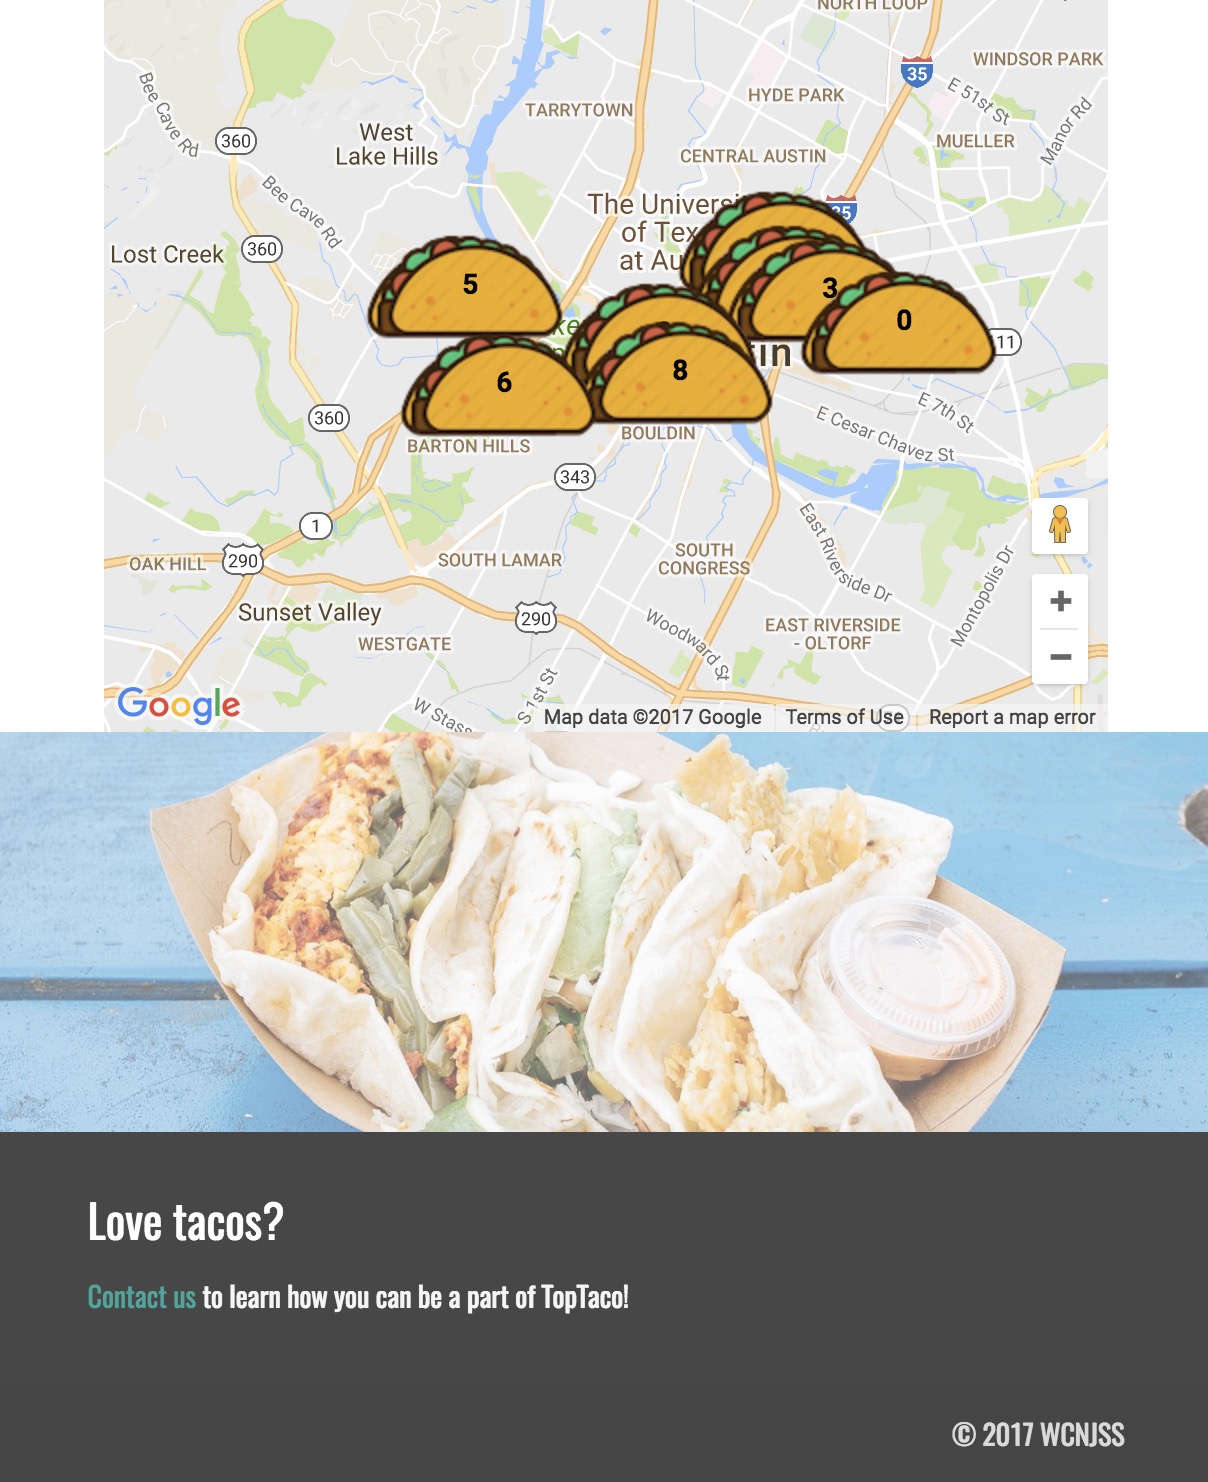 NORTH LOOP
WINDSOR PARK
35
Bee Cave Rd
E 51st St
HYDE PARK
Manor Rd
TARRYTOWN
360
West
Lake Hills
MUELLER
CENTRAL AUSTIN
Bee Cave Rd
The Universi
of Tex
at Au
35
Lost Creek
360
5
3
0
11
tin
6
8
360
E 7th St
E Cesar Chavez St
BARTON HILLS
BOULDIN
343
1
East Riverside Dr
OAK HILL
290
SOUTH LAMAR
SOUTH
CONGRESS
Montopolis Dr
+
−
Sunset Valley
290
Woodward St
EAST RIVERSIDE
- OLTORF
WESTGATE
S 1st St
W Stass
Google
Map data ©2017 Google
Terms of Use
Report a map error
Love tacos?
Contact us to learn how you can be a part of TopTaco!
© 2017 WCNJSS